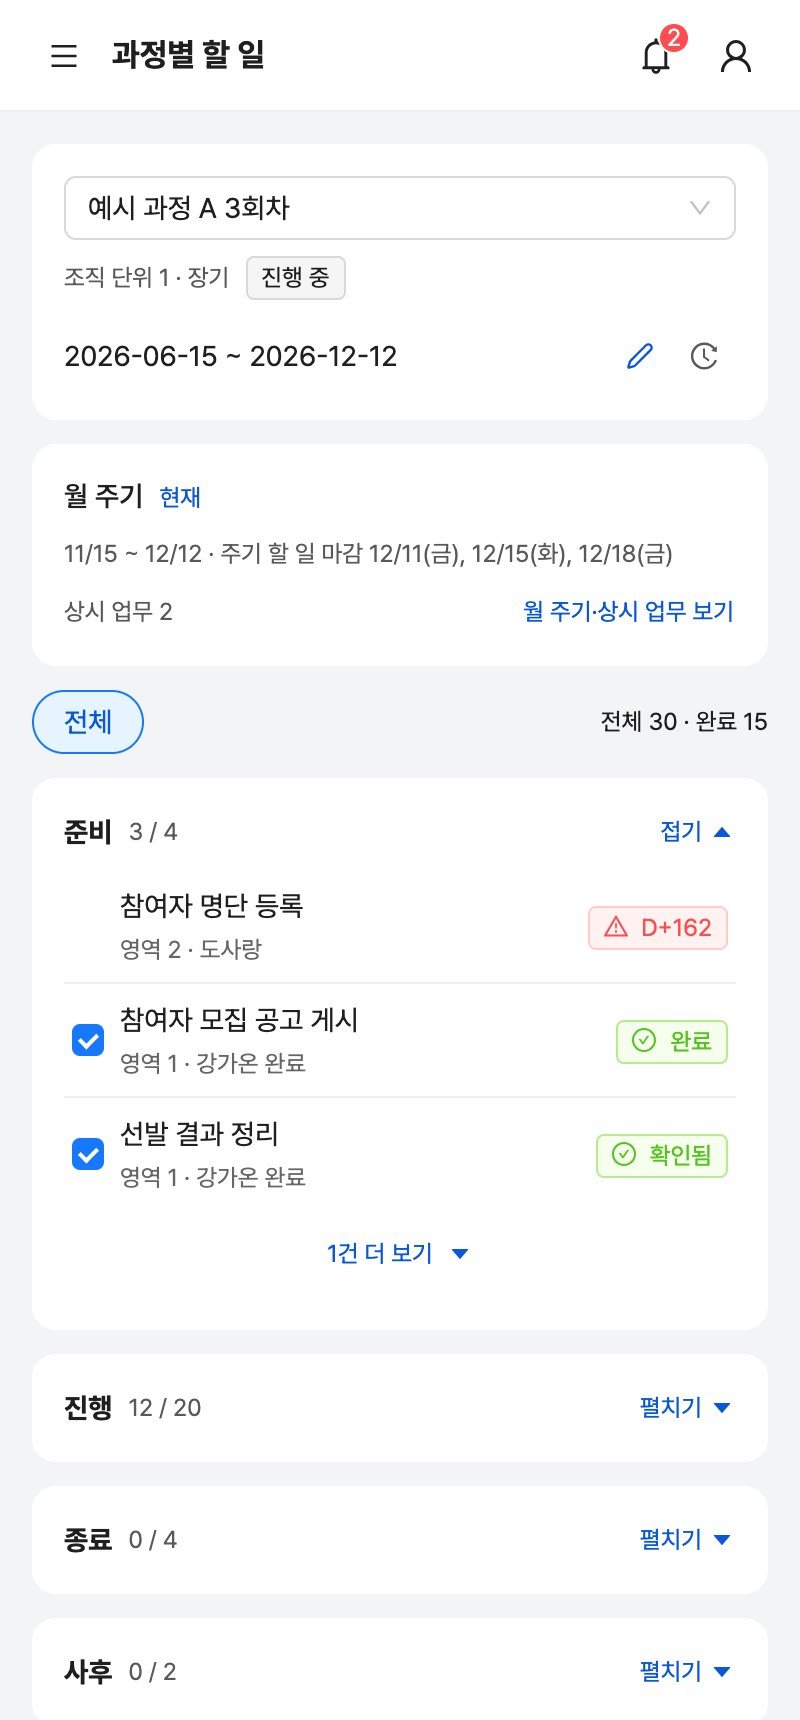 과정별 할 일
2
예시 과정 A 3회차
조직 단위 1 · 장기 진행 중
2026-06-15 ~ 2026-12-12
월 주기 현재
11/15 ~ 12/12 · 주기 할 일 마감 12/11(금), 12/15(화), 12/18(금)
상시 업무 2 월 주기·상시 업무 보기
전체 전체 30 · 완료 15
준비 3 / 4 접기
참여자 명단 등록
영역 2 · 도사랑
D+162
참여자 모집 공고 게시
영역 1 · 강가온 완료
완료
선발 결과 정리
영역 1 · 강가온 완료
확인됨
1건 더 보기
진행 12 / 20 펼치기
종료 0 / 4 펼치기
사후 0 / 2 펼치기